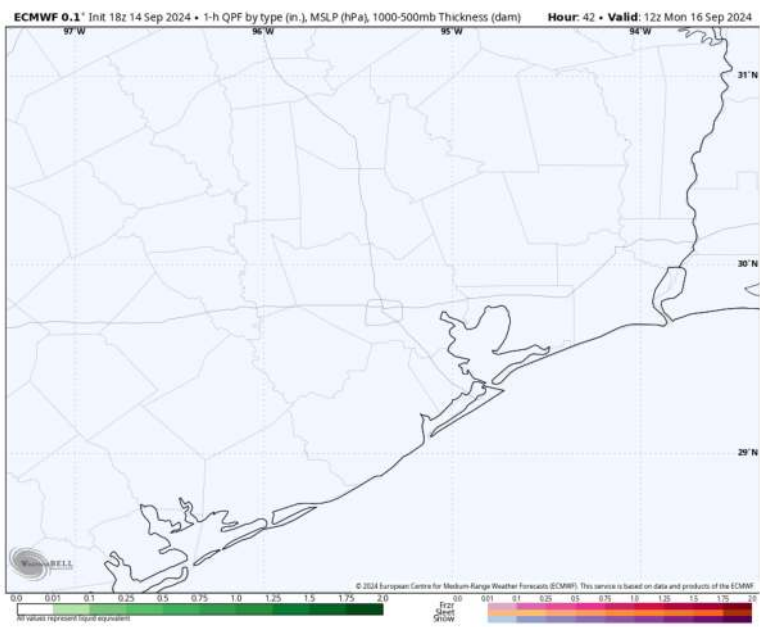 ECMWF 0.1° Init 18z 14 Sep 2024 • 1-h QPF by type (in.), MSLP (hPa), 1000-500mb Thickness (dam) Hour: 42 • Valid: 12z Mon 16 Sep 2024
97°W 96°W 95°W 94°W
31°N
30°N
29°N
WeatherBELL
© 2024 European Centre for Medium-Range Weather Forecasts (ECMWF). This service is based on data and products of the ECMWF
0.0 0.01 0.1 0.25 0.5 0.75 1.0 1.25 1.5 1.75 2.0
All values represent liquid equivalent
0.0 0.01 0.1 0.25 0.5 0.75 1.0 1.25 1.5 1.75 2.0
Frzr
Sleet
Snow